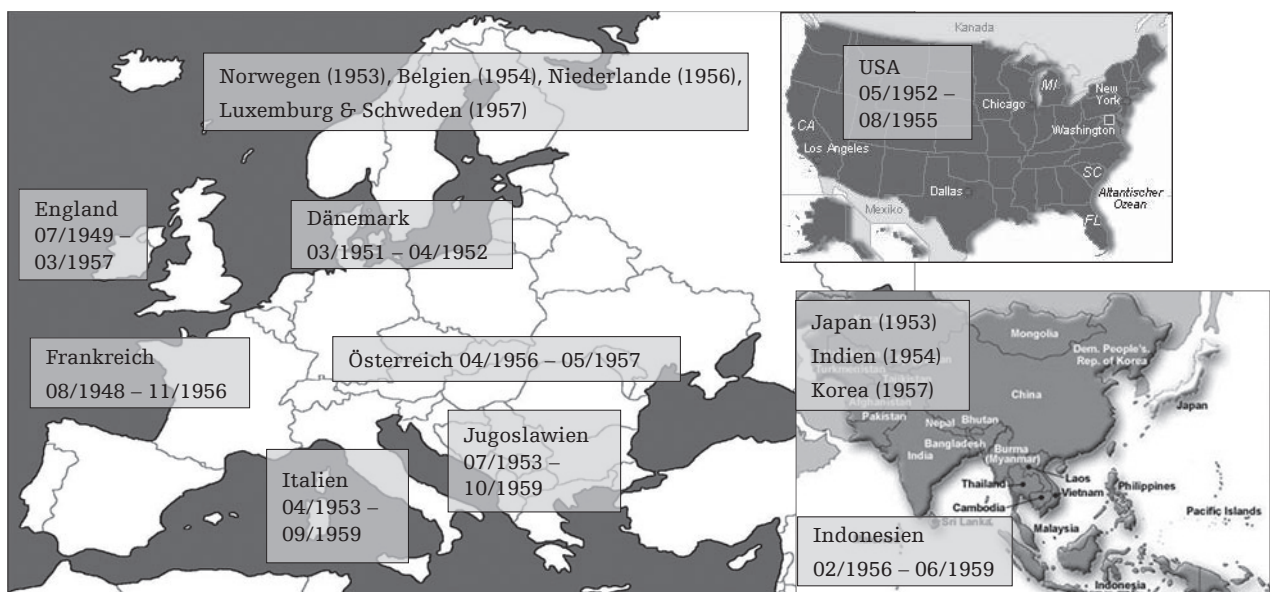 Norwegen (1953), Belgien (1954), Niederlande (1956),
Luxemburg & Schweden (1957)
England
07/1949 –
03/1957
Dänemark
03/1951 – 04/1952
Frankreich
08/1948 – 11/1956
Österreich 04/1956 – 05/1957
Jugoslawien
07/1953 –
10/1959
Italien
04/1953 –
09/1959
Kanada
USA
05/1952 –
08/1955
MI
Chicago
New
York
Washington
CA
Los Angeles
SC
Dallas
Atlantischer
Ozean
Mexiko
FL
Japan (1953)
Indien (1954)
Korea (1957)
Mongolia
Dem. People's.
Rep. of Korea
Turkmenistan
China
Afghanistan
Pakistan
Japan
Nepal
Bhutan
Bangladesh
Burma
(Myanmar)
India
Laos
Thailand
Vietnam
Philippines
Cambodia
Sri Lanka
Malaysia
Pacific Islands
Indonesien
02/1956 – 06/1959
Indonesia